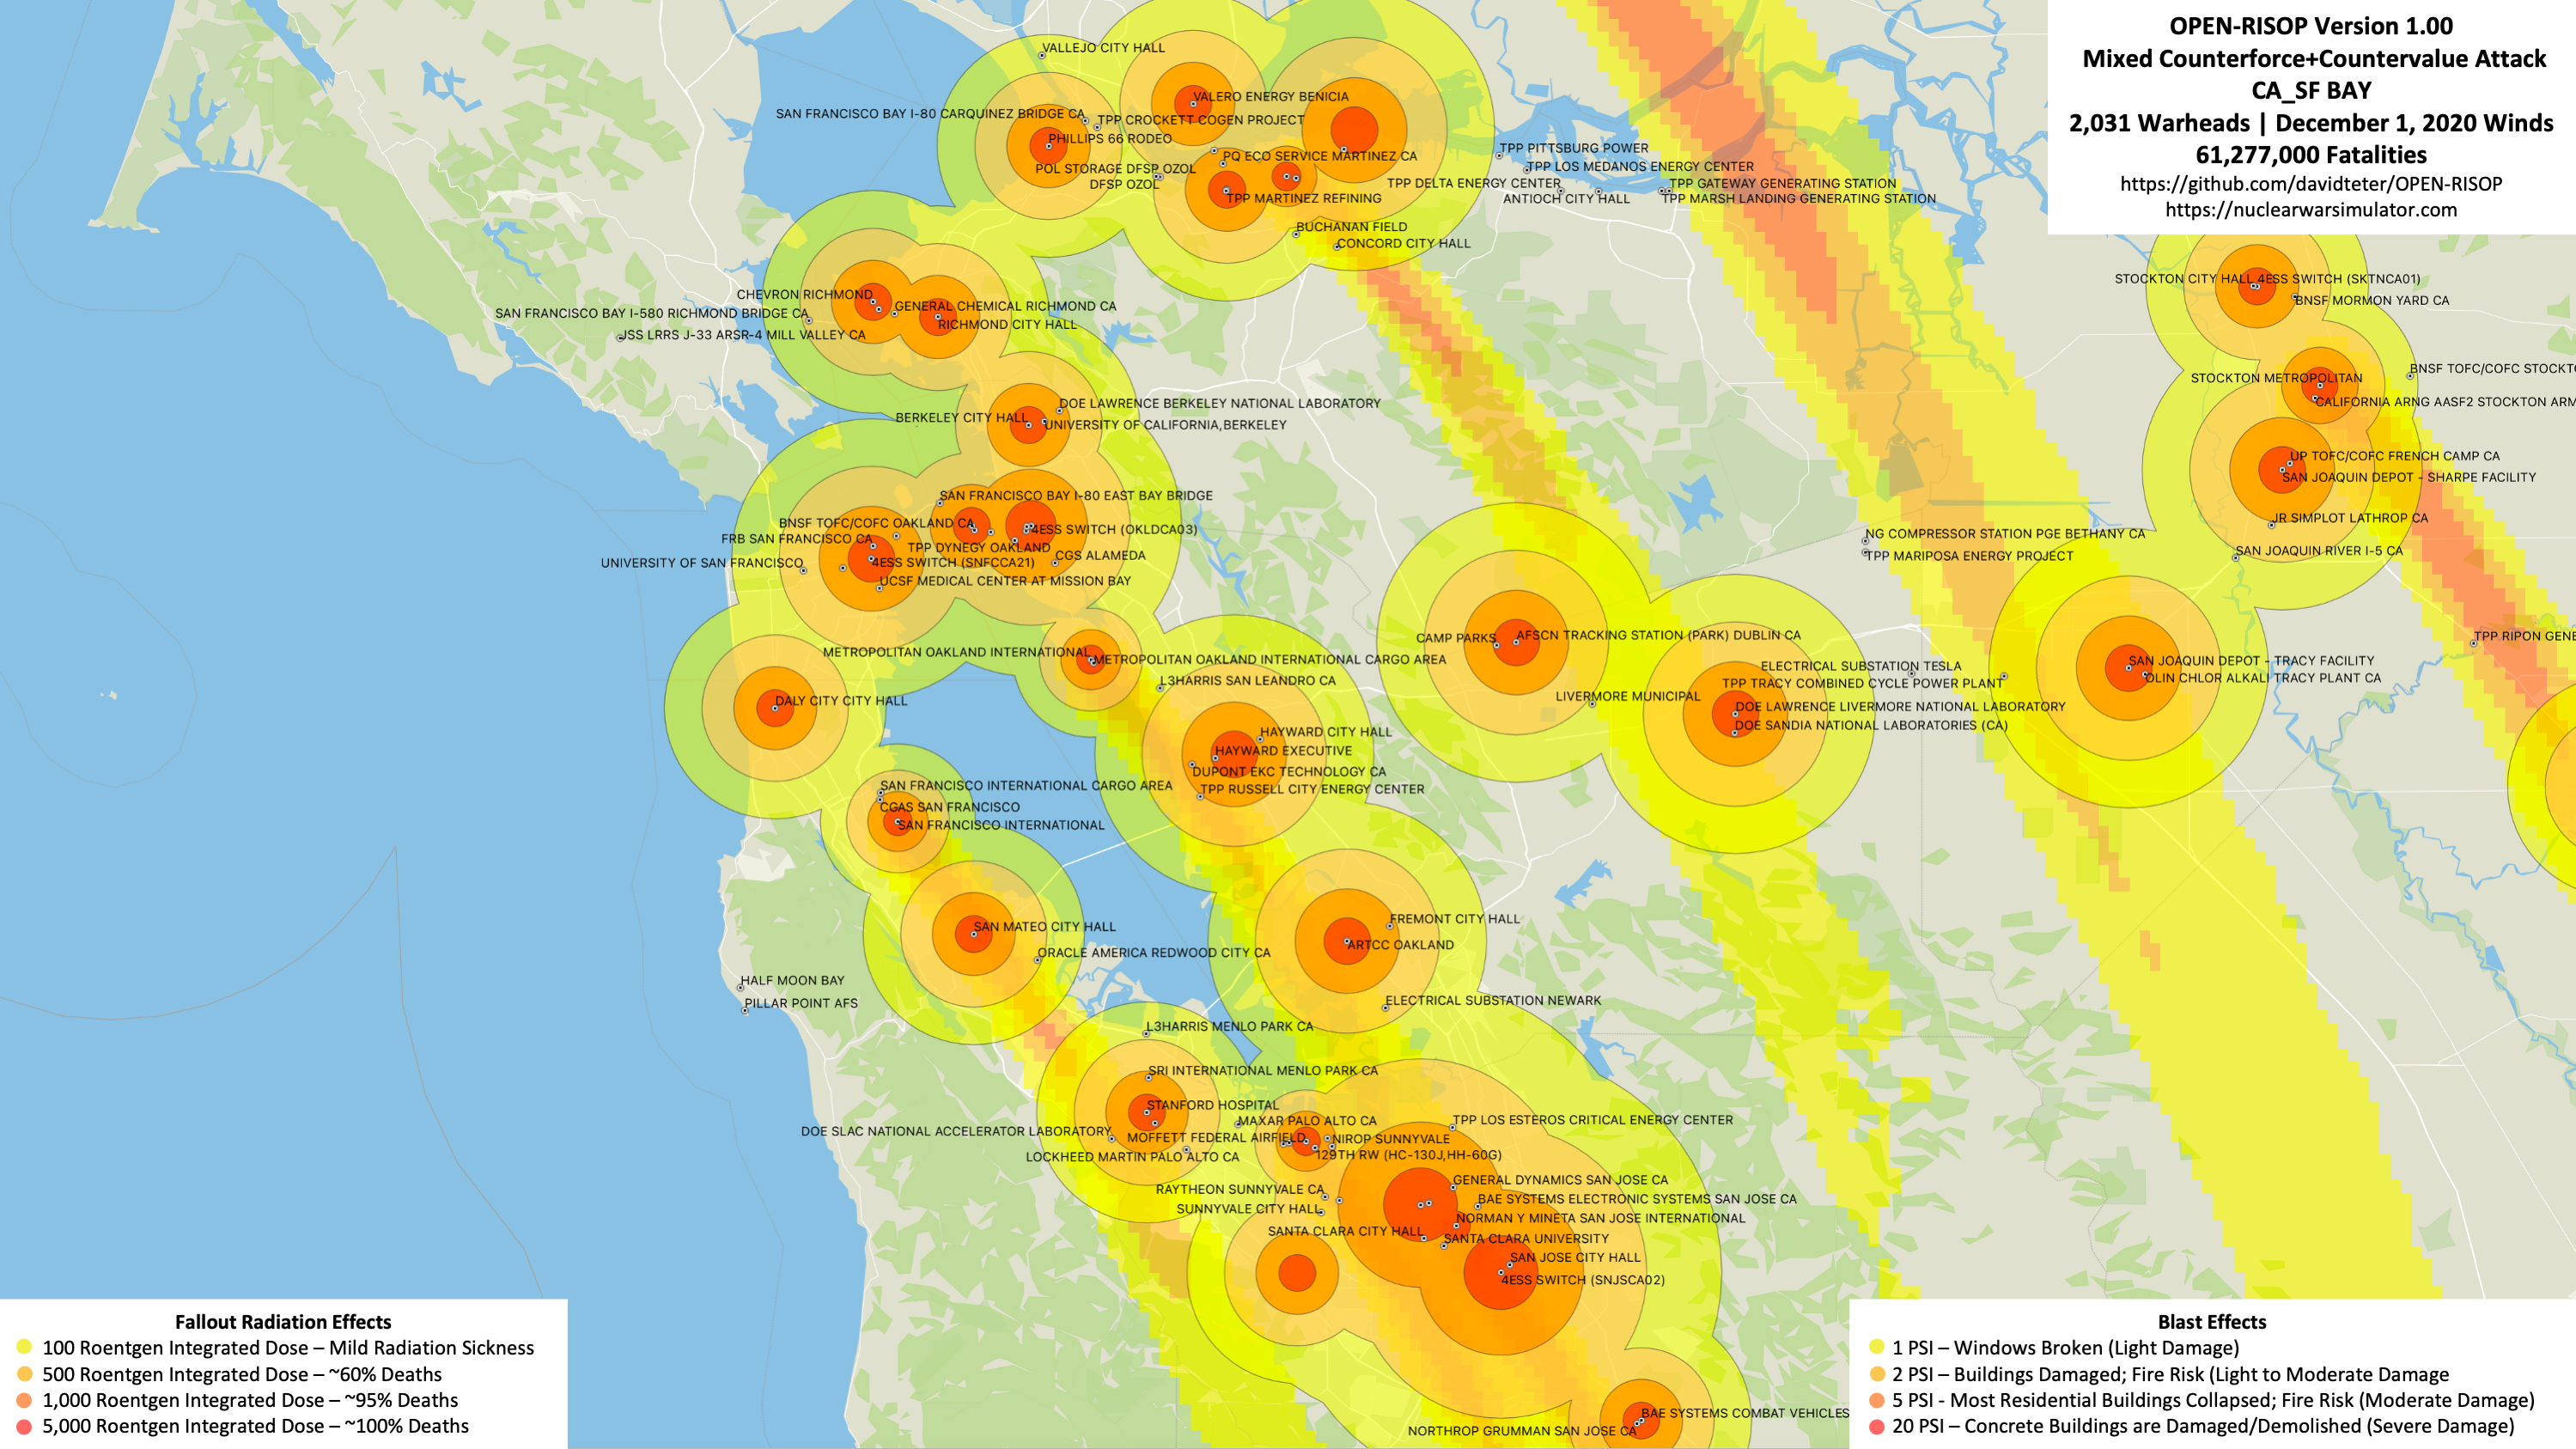 OPEN-RISOP Version 1.00
Mixed Counterforce+Countervalue Attack
CA_SF BAY
2,031 Warheads | December 1, 2020 Winds
61,277,000 Fatalities
https://github.com/davidteter/OPEN-RISOP
https://nuclearwarsimulator.com
VALLEJO CITY HALL
VALERO ENERGY BENICIA
SAN FRANCISCO BAY I-80 CARQUINEZ BRIDGE CA
TPP CROCKETT COGEN PROJECT
PHILLIPS 66 RODEO
PQ ECO SERVICE MARTINEZ CA
POL STORAGE DFSP OZOL
DFSP OZOL
TPP MARTINEZ REFINING
TPP PITTSBURG POWER
TPP LOS MEDANOS ENERGY CENTER
TPP DELTA ENERGY CENTER
TPP GATEWAY GENERATING STATION
ANTIOCH CITY HALL
TPP MARSH LANDING GENERATING STATION
BUCHANAN FIELD
CONCORD CITY HALL
STOCKTON CITY HALL
4ESS SWITCH (SKTNCA01)
BNSF MORMON YARD CA
CHEVRON RICHMOND
GENERAL CHEMICAL RICHMOND CA
SAN FRANCISCO BAY I-580 RICHMOND BRIDGE CA
RICHMOND CITY HALL
JSS LRRS J-33 ARSR-4 MILL VALLEY CA
BNSF TOFC/COFC STOCKT
STOCKTON METROPOLITAN
CALIFORNIA ARNG AASF2 STOCKTON ARM
DOE LAWRENCE BERKELEY NATIONAL LABORATORY
BERKELEY CITY HALL
UNIVERSITY OF CALIFORNIA,BERKELEY
UP TOFC/COFC FRENCH CAMP CA
SAN JOAQUIN DEPOT - SHARPE FACILITY
SAN FRANCISCO BAY I-80 EAST BAY BRIDGE
JR SIMPLOT LATHROP CA
BNSF TOFC/COFC OAKLAND CA
4ESS SWITCH (OKLDCA03)
FRB SAN FRANCISCO CA
TPP DYNEGY OAKLAND
CGS ALAMEDA
NG COMPRESSOR STATION PGE BETHANY CA
SAN JOAQUIN RIVER I-5 CA
TPP MARIPOSA ENERGY PROJECT
UNIVERSITY OF SAN FRANCISCO
4ESS SWITCH (SNFCCA21)
UCSF MEDICAL CENTER AT MISSION BAY
CAMP PARKS
AFSCN TRACKING STATION (PARK) DUBLIN CA
TPP RIPON GENE
METROPOLITAN OAKLAND INTERNATIONAL
METROPOLITAN OAKLAND INTERNATIONAL CARGO AREA
ELECTRICAL SUBSTATION TESLA
SAN JOAQUIN DEPOT - TRACY FACILITY
L3HARRIS SAN LEANDRO CA
TPP TRACY COMBINED CYCLE POWER PLANT
OLIN CHLOR ALKALI TRACY PLANT CA
LIVERMORE MUNICIPAL
DALY CITY CITY HALL
DOE LAWRENCE LIVERMORE NATIONAL LABORATORY
DOE SANDIA NATIONAL LABORATORIES (CA)
HAYWARD CITY HALL
HAYWARD EXECUTIVE
DUPONT EKC TECHNOLOGY CA
SAN FRANCISCO INTERNATIONAL CARGO AREA
TPP RUSSELL CITY ENERGY CENTER
CGAS SAN FRANCISCO
SAN FRANCISCO INTERNATIONAL
FREMONT CITY HALL
SAN MATEO CITY HALL
ARTCC OAKLAND
ORACLE AMERICA REDWOOD CITY CA
HALF MOON BAY
PILLAR POINT AFS
ELECTRICAL SUBSTATION NEWARK
L3HARRIS MENLO PARK CA
SRI INTERNATIONAL MENLO PARK CA
STANFORD HOSPITAL
MAXAR PALO ALTO CA
TPP LOS ESTEROS CRITICAL ENERGY CENTER
DOE SLAC NATIONAL ACCELERATOR LABORATORY
MOFFETT FEDERAL AIRFIELD
NIROP SUNNYVALE
LOCKHEED MARTIN PALO ALTO CA
129TH RW (HC-130J,HH-60G)
GENERAL DYNAMICS SAN JOSE CA
RAYTHEON SUNNYVALE CA
BAE SYSTEMS ELECTRONIC SYSTEMS SAN JOSE CA
SUNNYVALE CITY HALL
NORMAN Y MINETA SAN JOSE INTERNATIONAL
SANTA CLARA CITY HALL
SANTA CLARA UNIVERSITY
SAN JOSE CITY HALL
4ESS SWITCH (SNJSCA02)
BAE SYSTEMS COMBAT VEHICLES
NORTHROP GRUMMAN SAN JOSE CA
Fallout Radiation Effects
100 Roentgen Integrated Dose – Mild Radiation Sickness
500 Roentgen Integrated Dose – ~60% Deaths
1,000 Roentgen Integrated Dose – ~95% Deaths
5,000 Roentgen Integrated Dose – ~100% Deaths
Blast Effects
1 PSI – Windows Broken (Light Damage)
2 PSI – Buildings Damaged; Fire Risk (Light to Moderate Damage
5 PSI - Most Residential Buildings Collapsed; Fire Risk (Moderate Damage)
20 PSI – Concrete Buildings are Damaged/Demolished (Severe Damage)